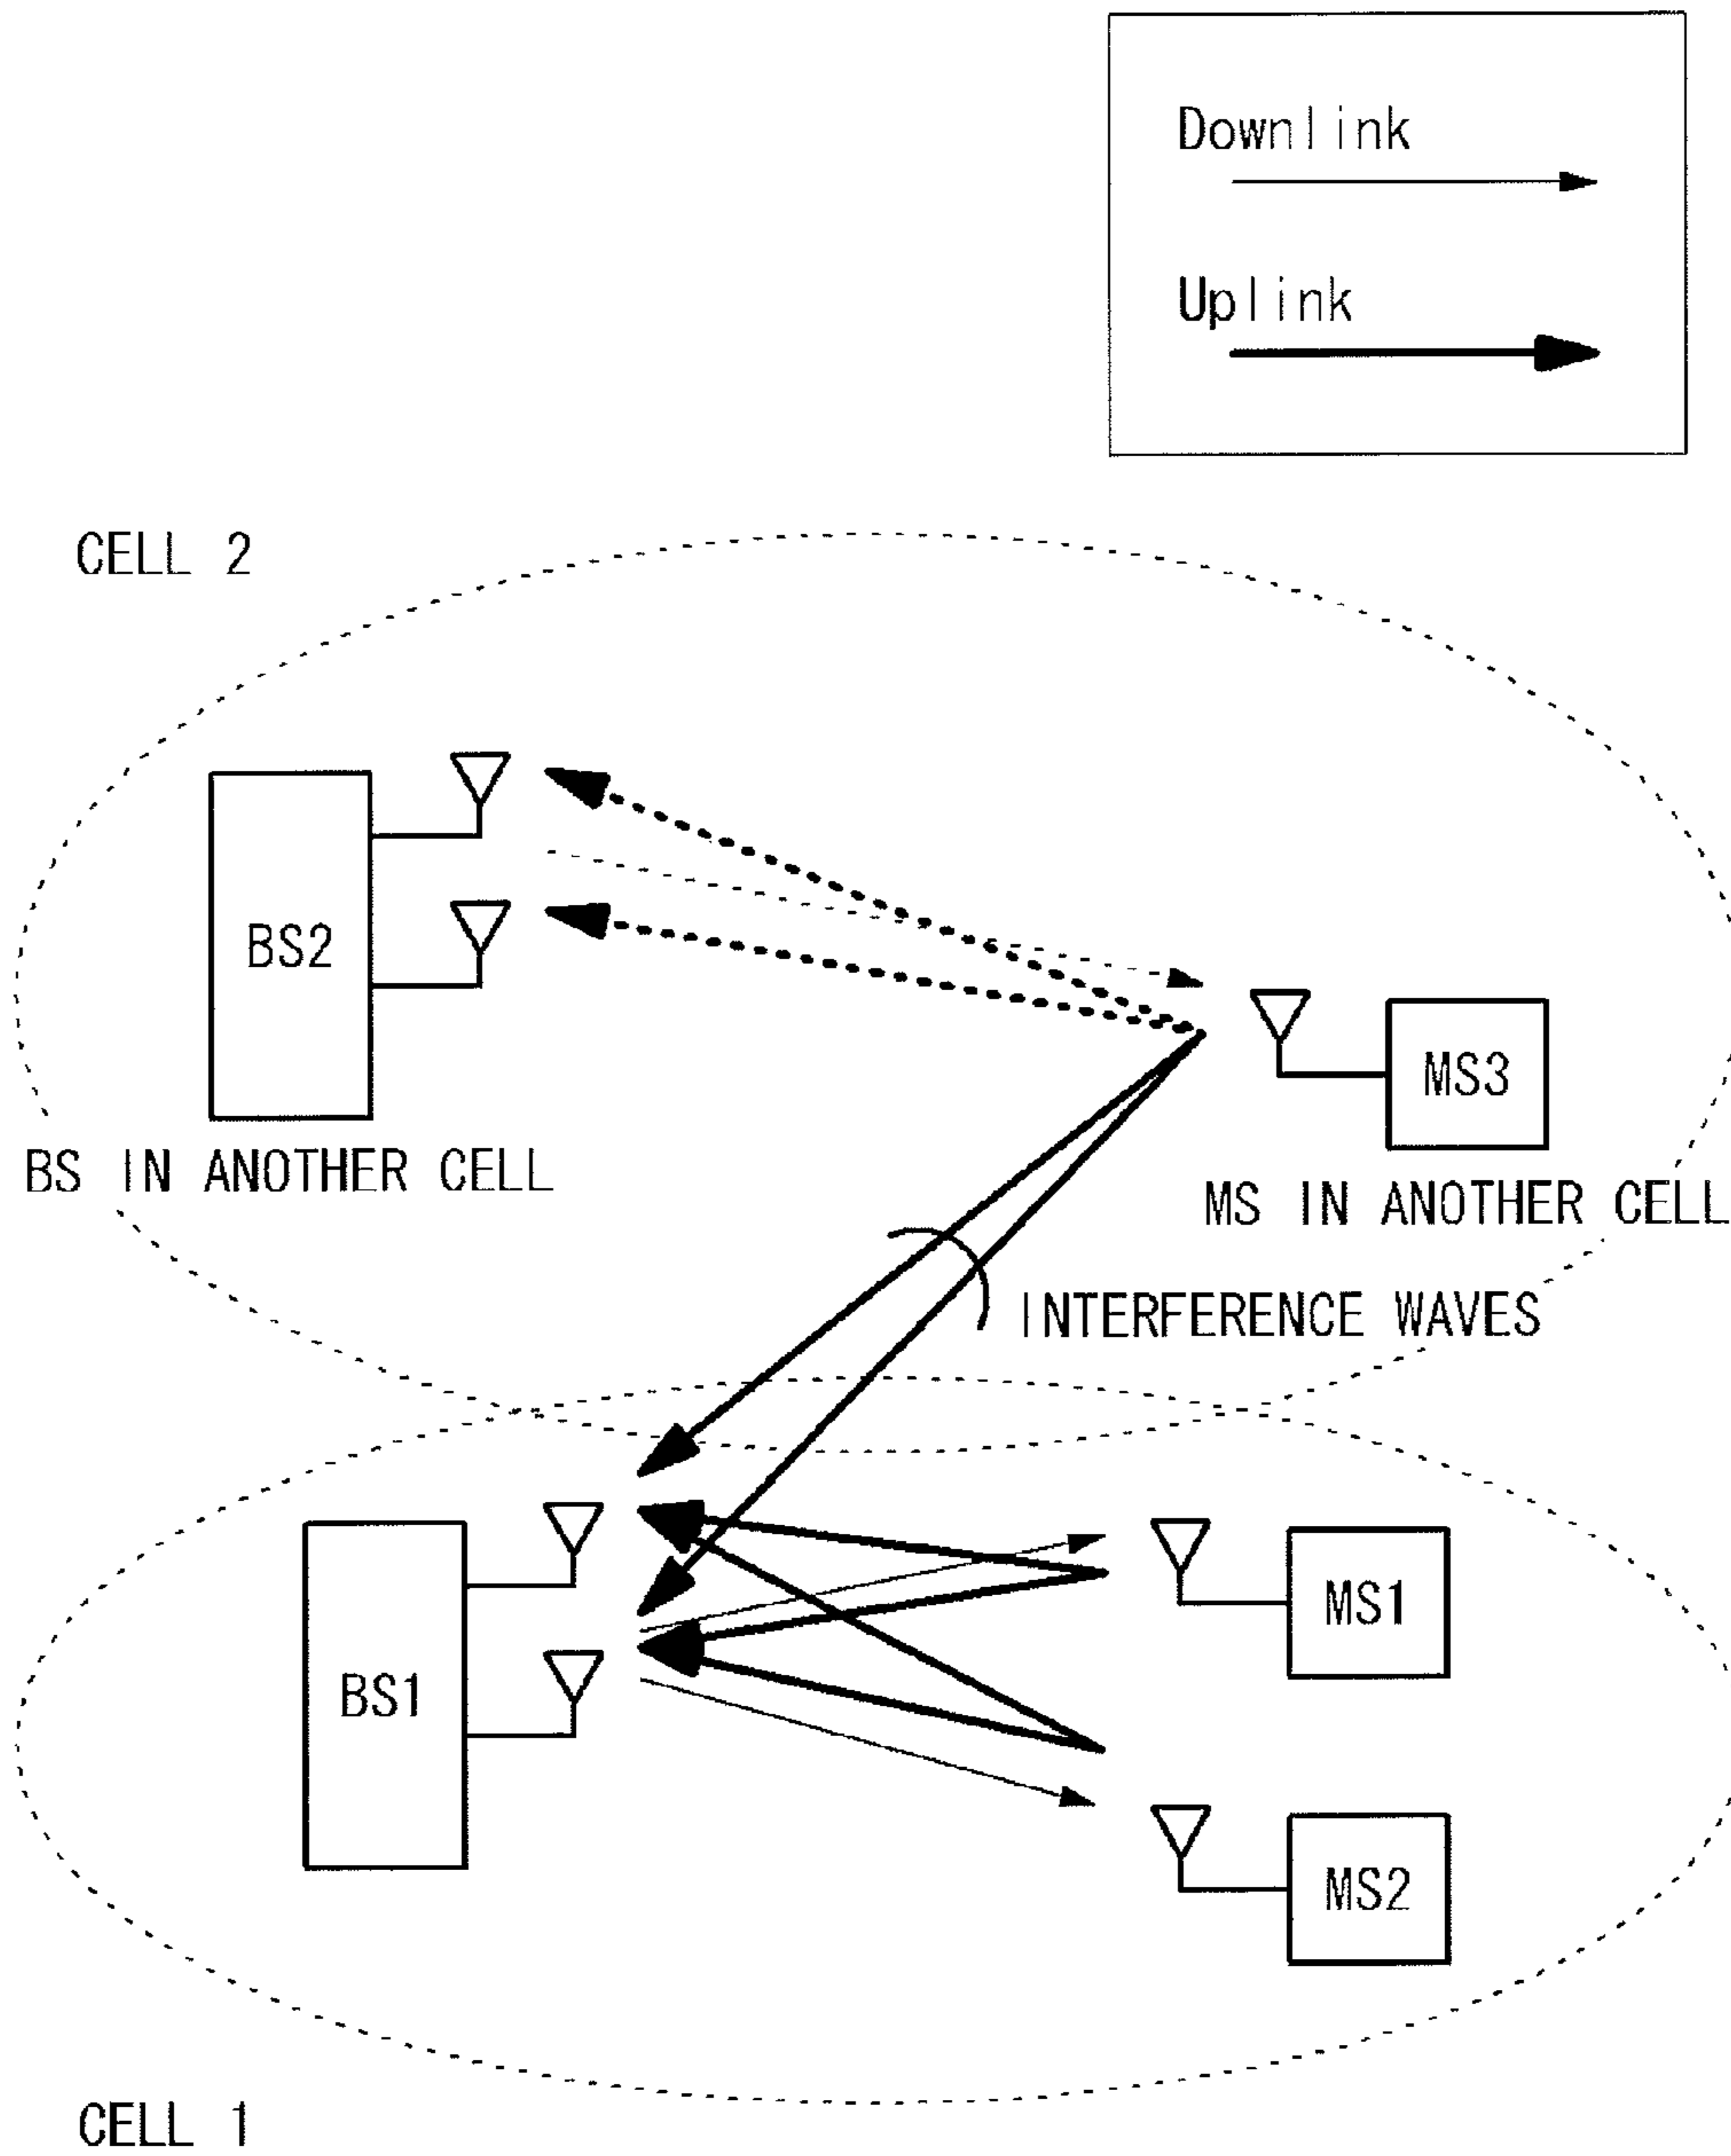 Downlink
Uplink
CELL 2
BS2
MS3
BS IN ANOTHER CELL
MS IN ANOTHER CELL
INTERFERENCE WAVES
BS1
MS1
MS2
CELL 1